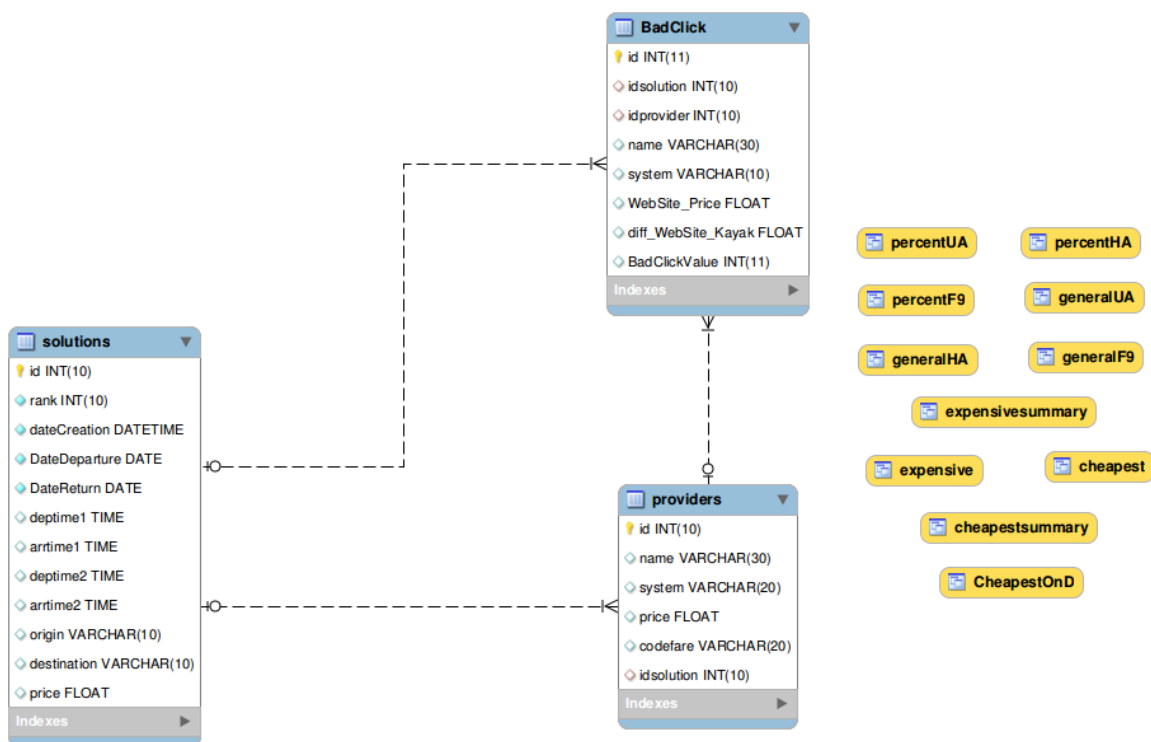 BadClick
id INT(11)
idsolution INT(10)
idprovider INT(10)
name VARCHAR(30)
system VARCHAR(10)
WebSite_Price FLOAT
diff_WebSite_Kayak FLOAT
BadClickValue INT(11)
Indexes
solutions
id INT(10)
rank INT(10)
dateCreation DATETIME
DateDeparture DATE
DateReturn DATE
deptime1 TIME
arrtime1 TIME
deptime2 TIME
arrtime2 TIME
origin VARCHAR(10)
destination VARCHAR(10)
price FLOAT
Indexes
providers
id INT(10)
name VARCHAR(30)
system VARCHAR(20)
price FLOAT
codefare VARCHAR(20)
idsolution INT(10)
Indexes
percentUA
percentHA
percentF9
generalUA
generalHA
generalF9
expensivesummary
expensive
cheapest
cheapestsummary
CheapestOnD